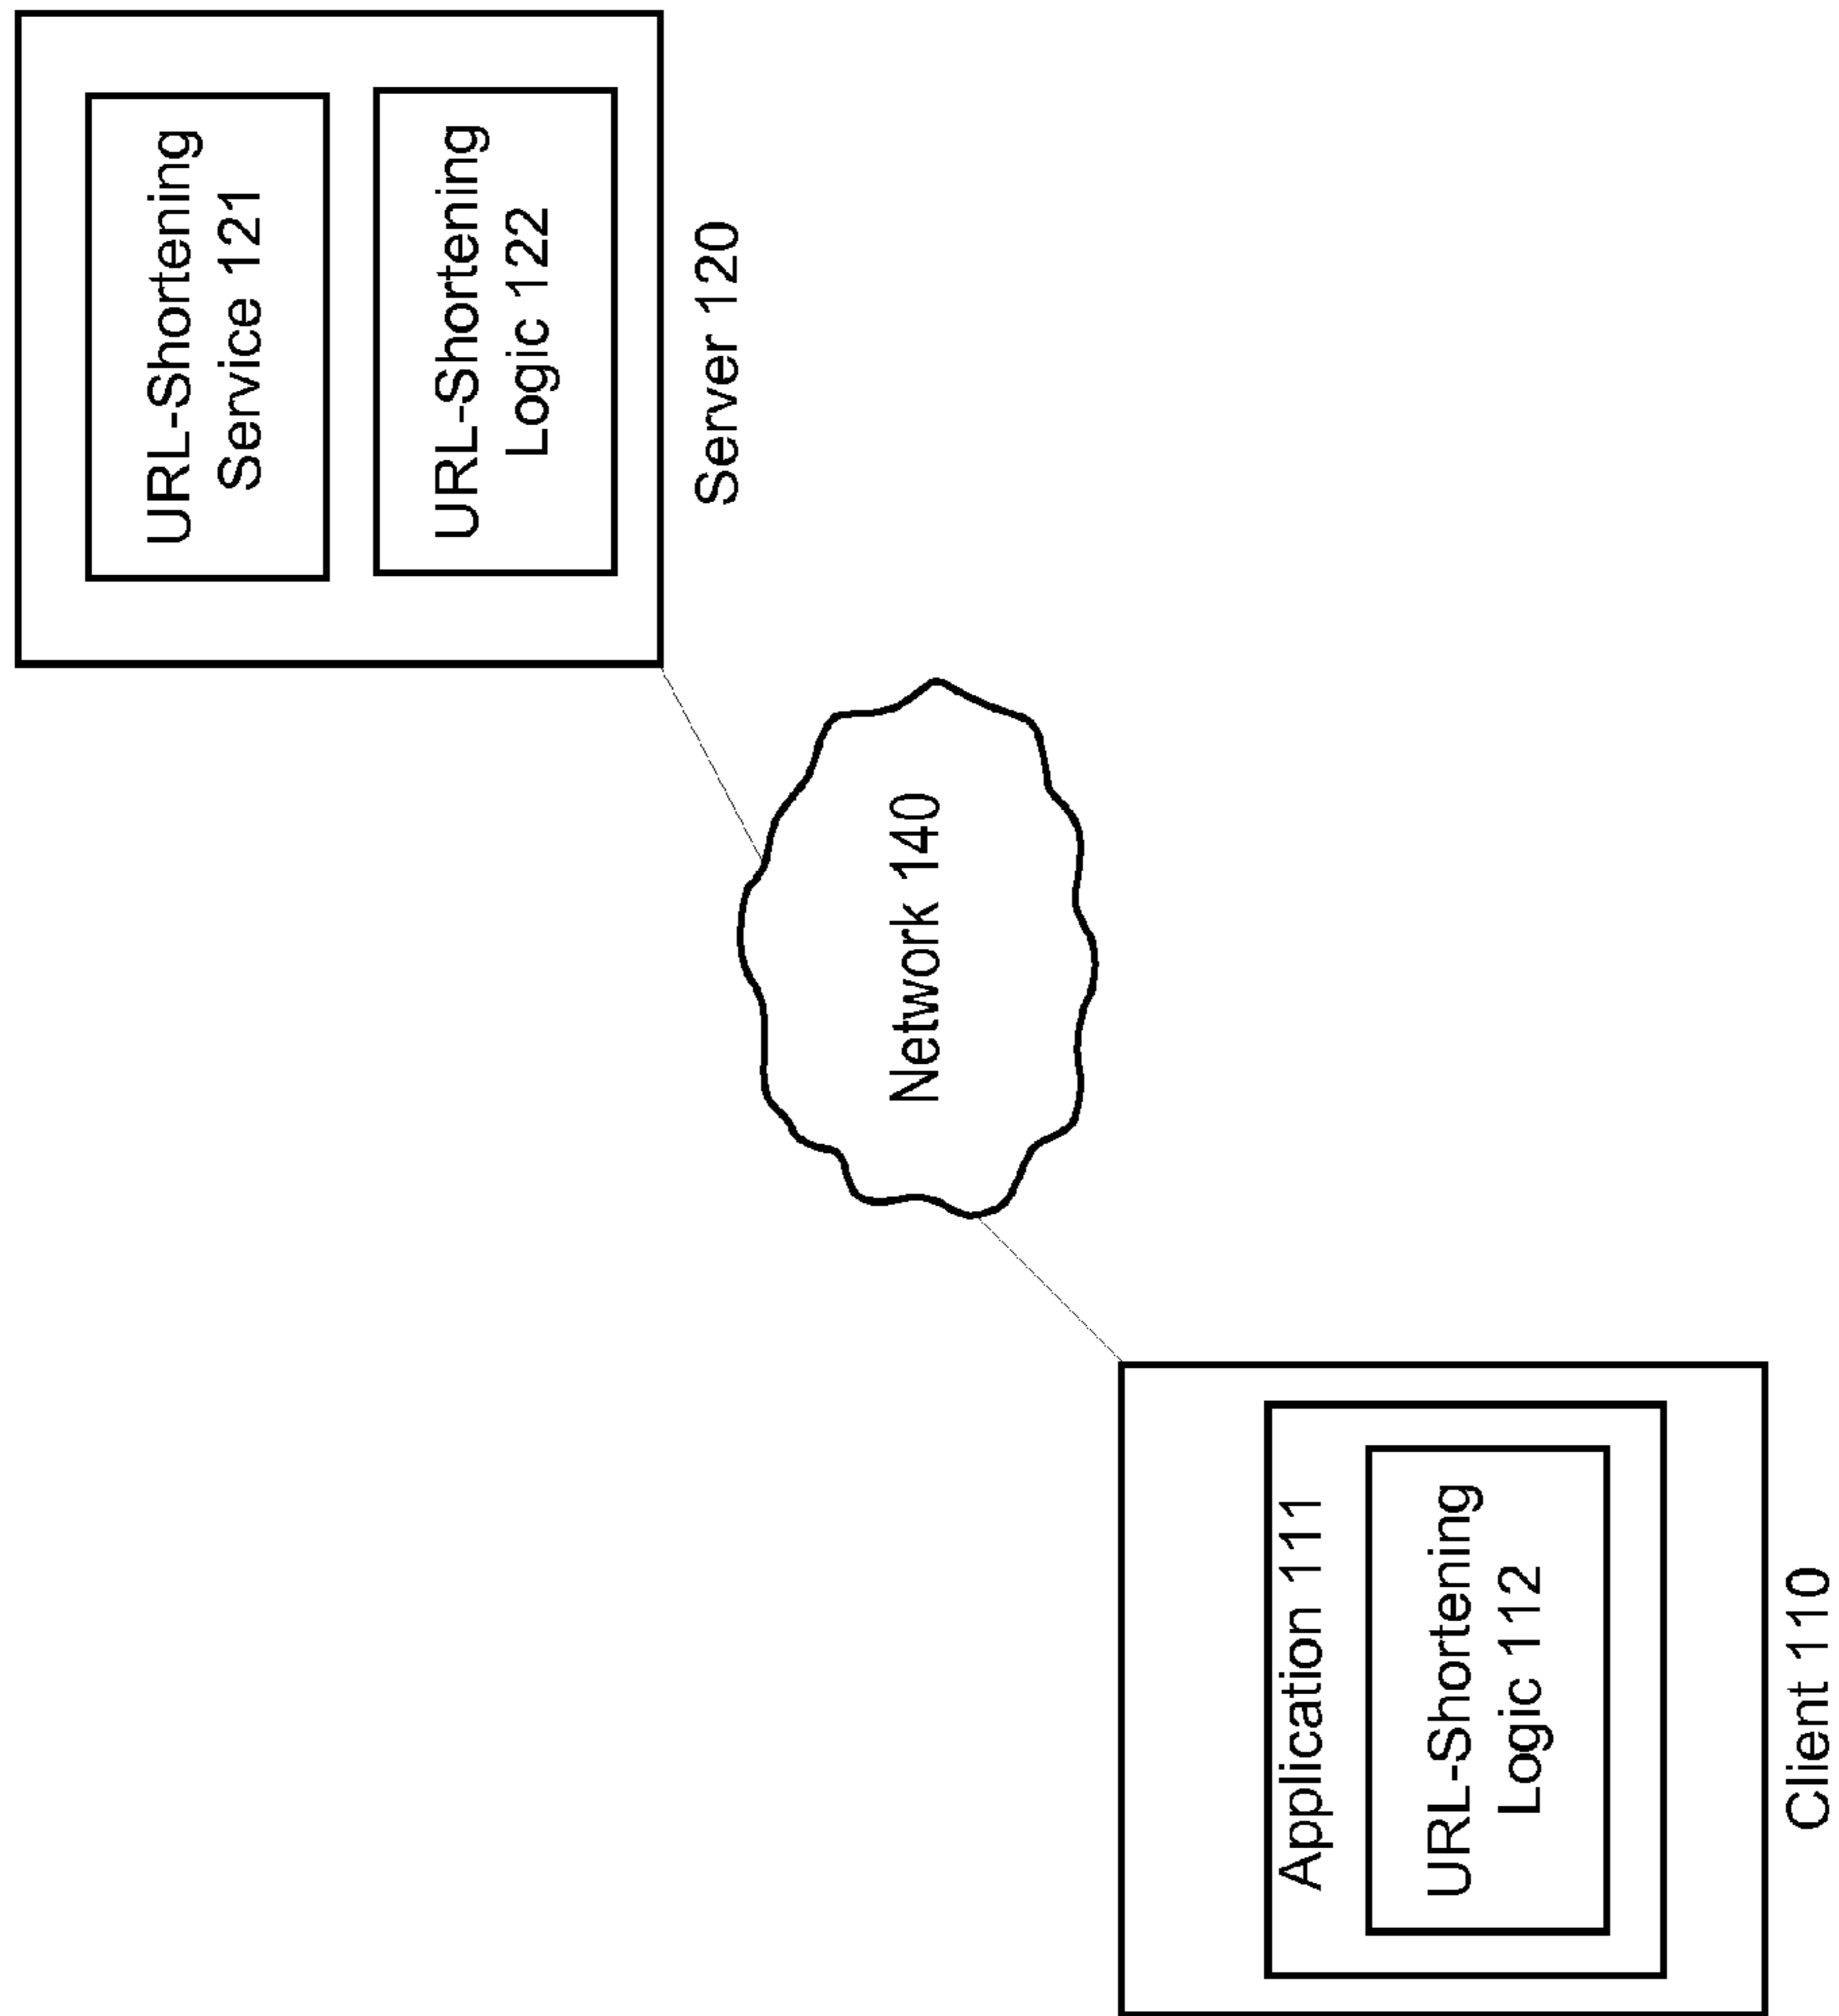 URL-Shortening
Service 121
URL-Shortening
Logic 122
Server 120
Network 140
Application 111
URL-Shortening
Logic 112
Client 110